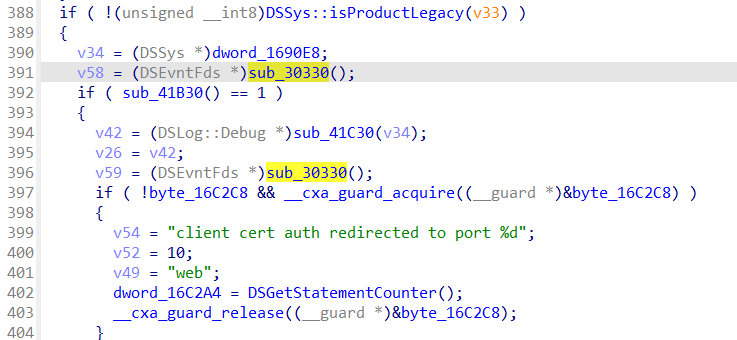 388 if ( !(unsigned __int8)DSSys::isProductLegacy(v33) )
389 {
390 v34 = (DSSys *)dword_1690E8;
391 v58 = (DSEvntFds *)sub_30330();
392 if ( sub_41B30() == 1 )
393 {
394 v42 = (DSLog::Debug *)sub_41C30(v34);
395 v26 = v42;
396 v59 = (DSEvntFds *)sub_30330();
397 if ( !byte_16C2C8 && __cxa_guard_acquire((__guard *)&byte_16C2C8) )
398 {
399 v54 = "client cert auth redirected to port %d";
400 v52 = 10;
401 v49 = "web";
402 dword_16C2A4 = DSGetStatementCounter();
403 __cxa_guard_release((__guard *)&byte_16C2C8);
404 }